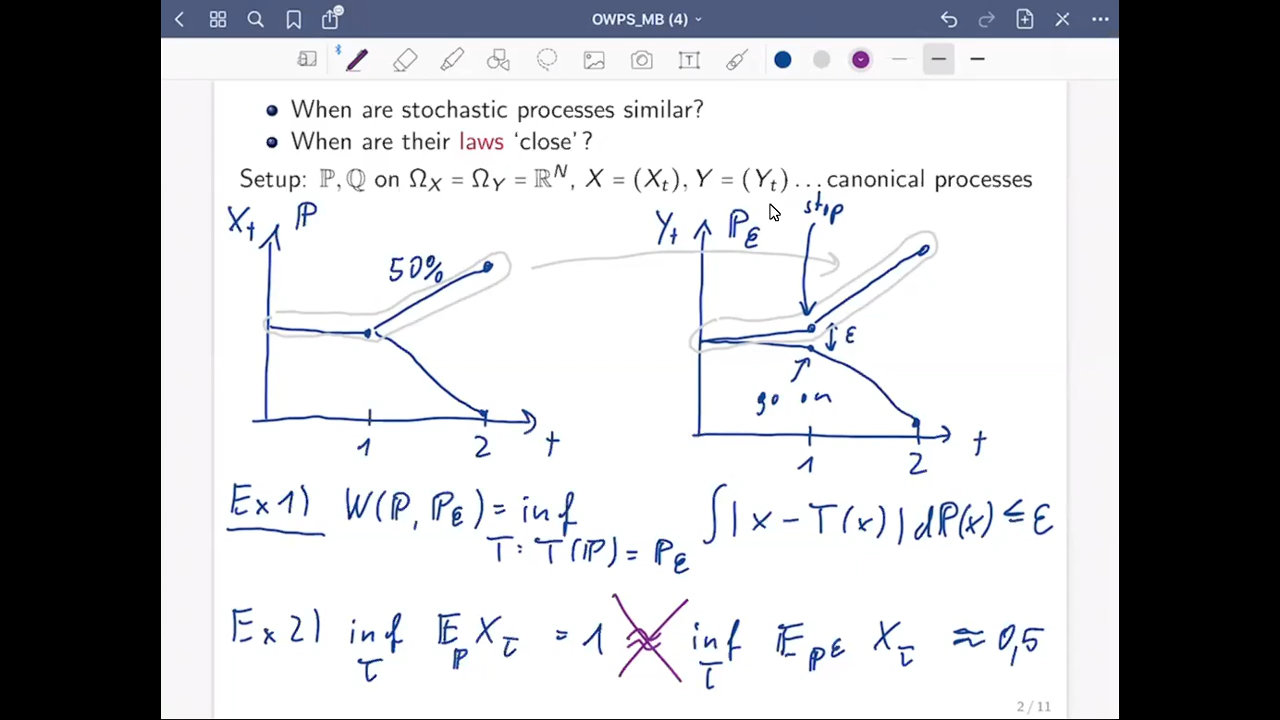 OWPS_MB (4)
When are stochastic processes similar?
When are their laws 'close'?
Setup: ℙ, ℚ on Ω_X = Ω_Y = ℝ^N, X = (X_t), Y = (Y_t) … canonical processes
X_t ℙ
50%
1 2 t
Y_t ℙ_ε stop
ε
go on
1 2 t
Ex 1) W(ℙ, ℙ_ε) = inf ∫ | x − T(x) | dℙ(x) ≤ ε
T: T(ℙ) = ℙ_ε
Ex 2) inf_τ 𝔼_ℙ X_τ = 1 ≈ inf_τ 𝔼_ℙε X_τ ≈ 0,5
2 / 11